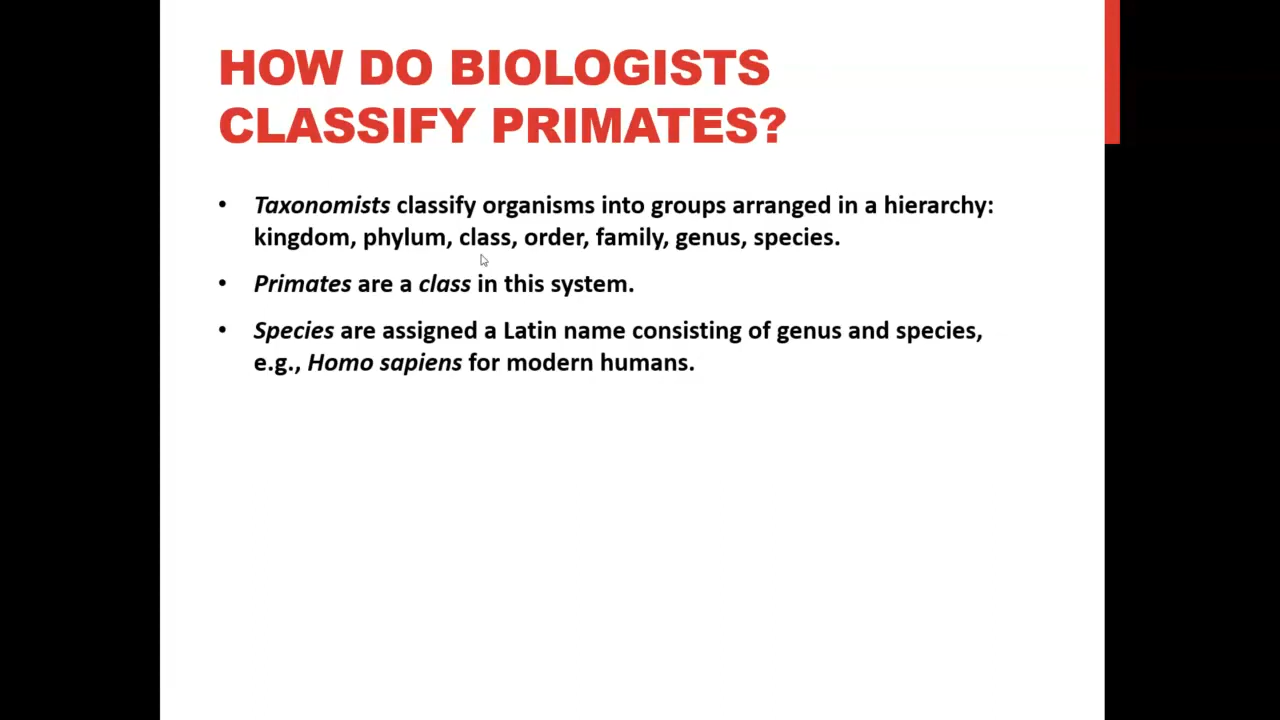 HOW DO BIOLOGISTS
CLASSIFY PRIMATES?
• Taxonomists classify organisms into groups arranged in a hierarchy:
kingdom, phylum, class, order, family, genus, species.
• Primates are a class in this system.
• Species are assigned a Latin name consisting of genus and species,
e.g., Homo sapiens for modern humans.